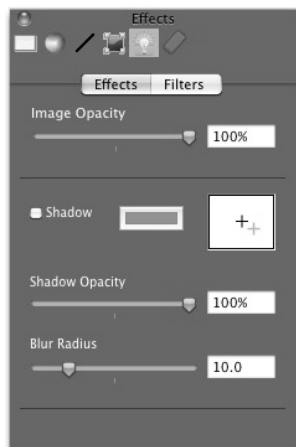 Effects
Effects Filters
Image Opacity
100%
Shadow
Shadow Opacity
100%
Blur Radius
10.0